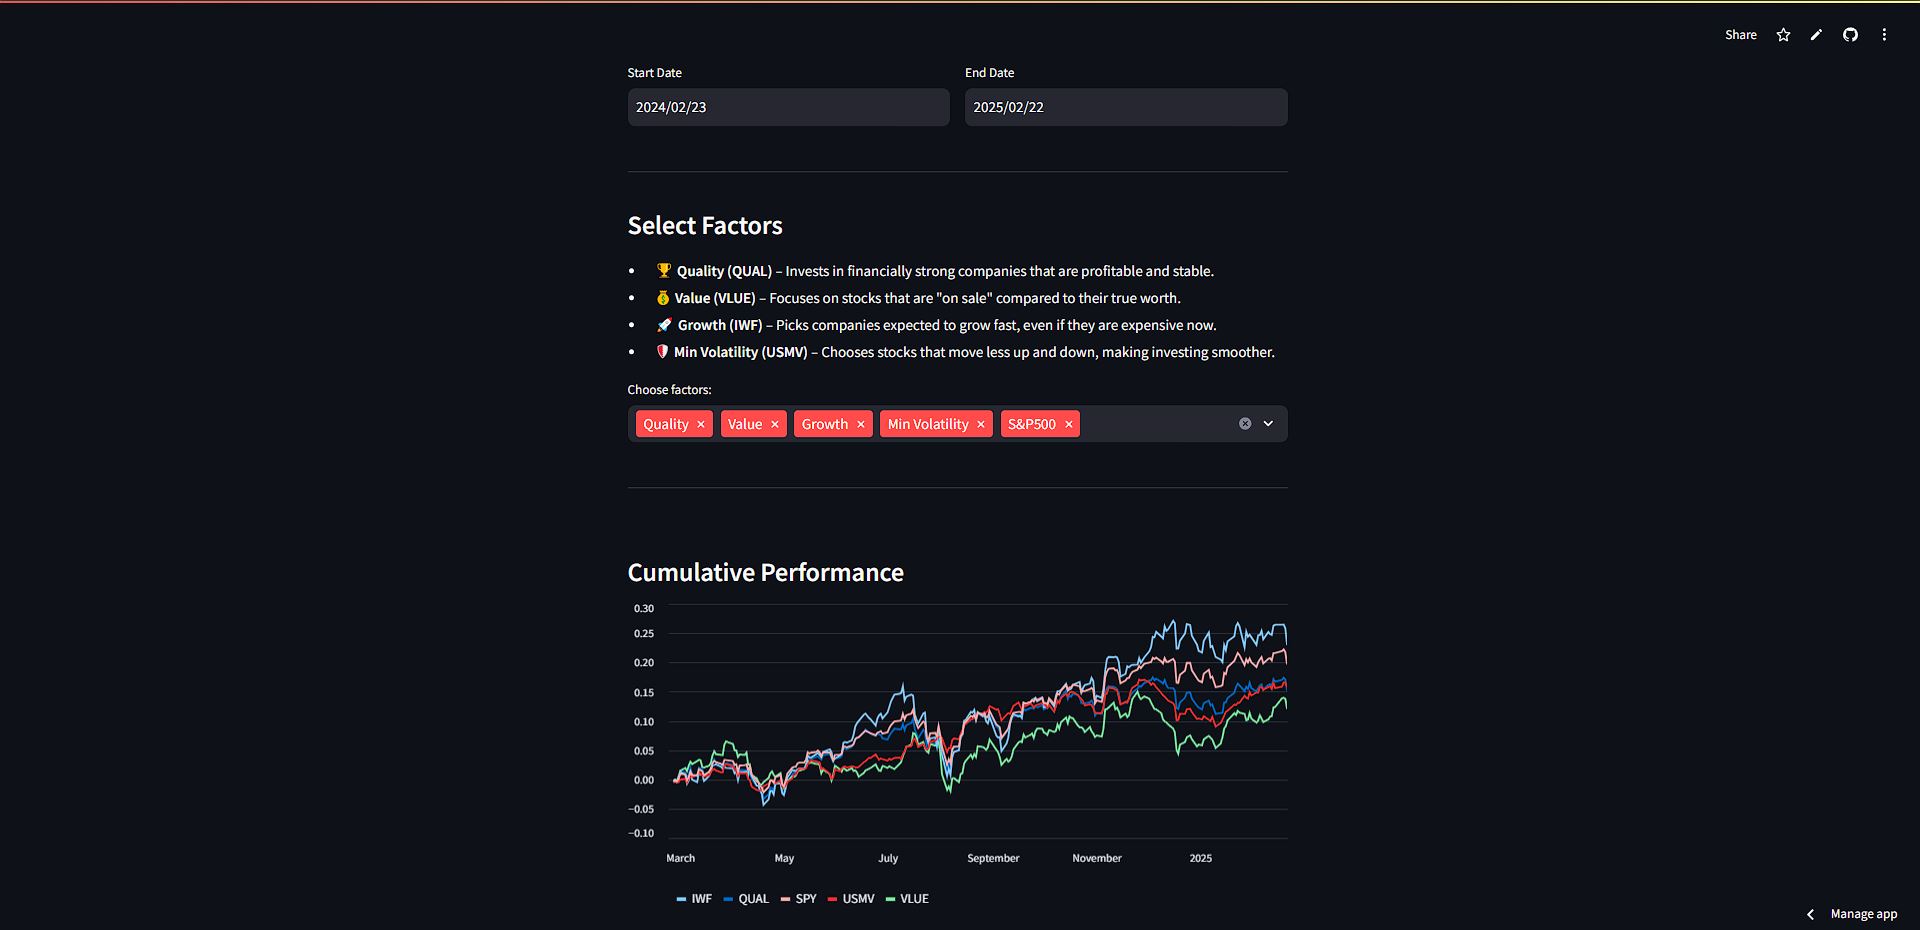 Share
Start Date End Date
2024/02/23 2025/02/22
Select Factors
• 🏆 Quality (QUAL) – Invests in financially strong companies that are profitable and stable.
• 💰 Value (VLUE) – Focuses on stocks that are "on sale" compared to their true worth.
• 🚀 Growth (IWF) – Picks companies expected to grow fast, even if they are expensive now.
• 🛡️ Min Volatility (USMV) – Chooses stocks that move less up and down, making investing smoother.
Choose factors:
Quality × Value × Growth × Min Volatility × S&P500 ×
Cumulative Performance
0.30
0.25
0.20
0.15
0.10
0.05
0.00
−0.05
−0.10
March May July September November 2025
IWF QUAL SPY USMV VLUE
Manage app